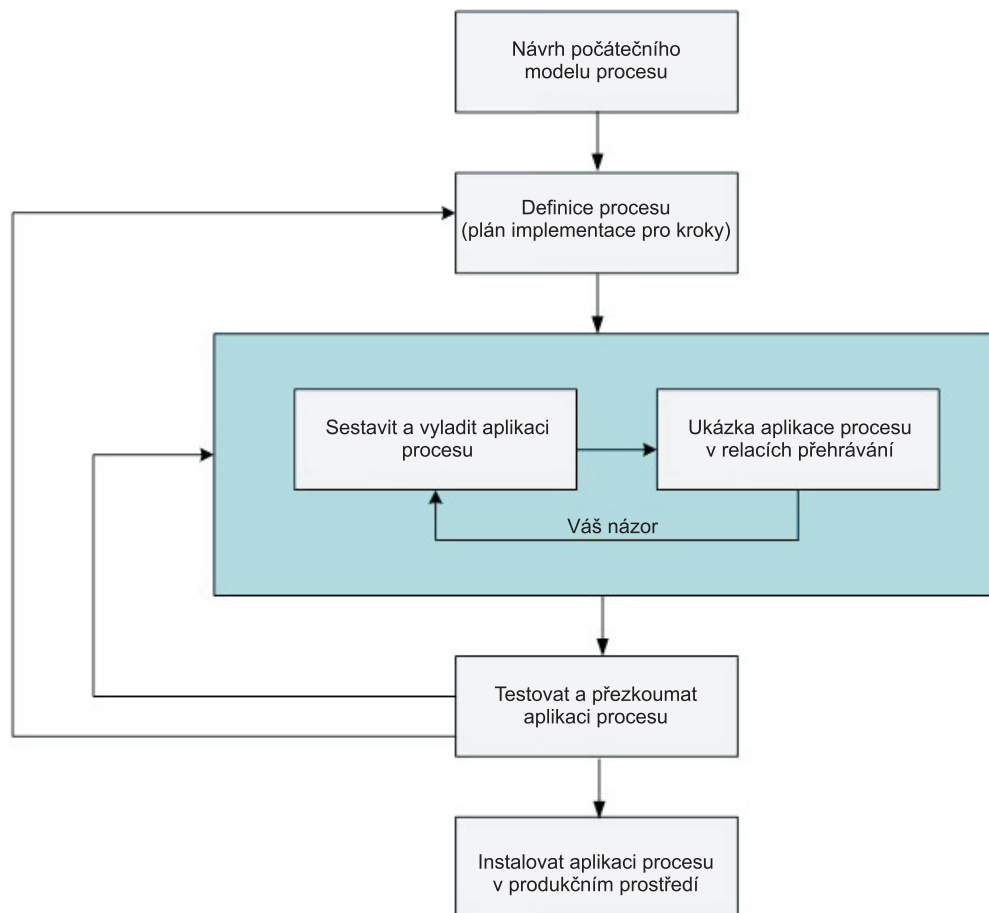 Návrh počátečního
modelu procesu
Definice procesu
(plán implementace pro kroky)
Sestavit a vyladit aplikaci
procesu
Ukázka aplikace procesu
v relacích přehrávání
Váš názor
Testovat a přezkoumat
aplikaci procesu
Instalovat aplikaci procesu
v produkčním prostředí